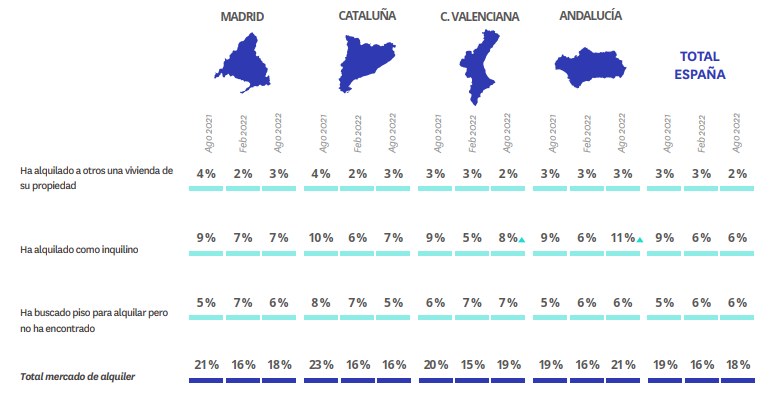 MADRID CATALUÑA C. VALENCIANA ANDALUCÍA
TOTAL
ESPAÑA
Ago 2021 Feb 2022 Ago 2022 Ago 2021 Feb 2022 Ago 2022 Ago 2021 Feb 2022 Ago 2022 Ago 2021 Feb 2022 Ago 2022 Ago 2021 Feb 2022 Ago 2022
Ha alquilado a otros una vivienda de
su propiedad
4% 2% 3% 4% 2% 3% 3% 3% 2% 3% 3% 3% 3% 3% 2%
Ha alquilado como inquilino
9% 7% 7% 10% 6% 7% 9% 5% 8% 9% 6% 11% 9% 6% 6%
Ha buscado piso para alquilar pero
no ha encontrado
5% 7% 6% 8% 7% 5% 6% 7% 7% 5% 6% 6% 5% 6% 6%
Total mercado de alquiler
21% 16% 18% 23% 16% 16% 20% 15% 19% 19% 16% 21% 19% 16% 18%